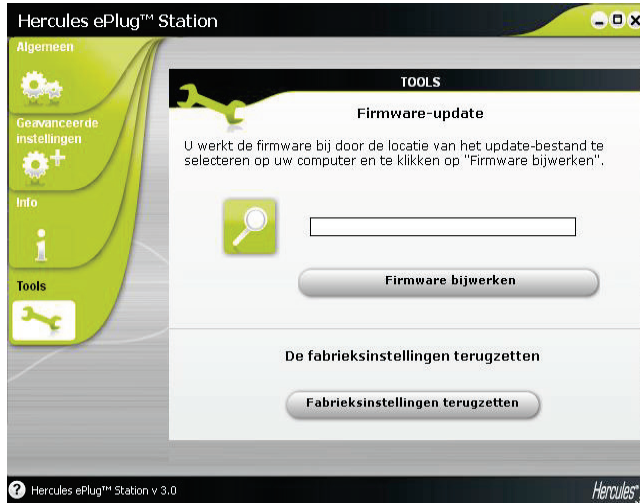 Hercules ePlug™ Station
Algemeen
Geavanceerde
instellingen
Info
Tools
TOOLS
Firmware-update
U werkt de firmware bij door de locatie van het update-bestand te
selecteren op uw computer en te klikken op "Firmware bijwerken".
Firmware bijwerken
De fabrieksinstellingen terugzetten
Fabrieksinstellingen terugzetten
? Hercules ePlug™ Station v 3.0
Hercules™